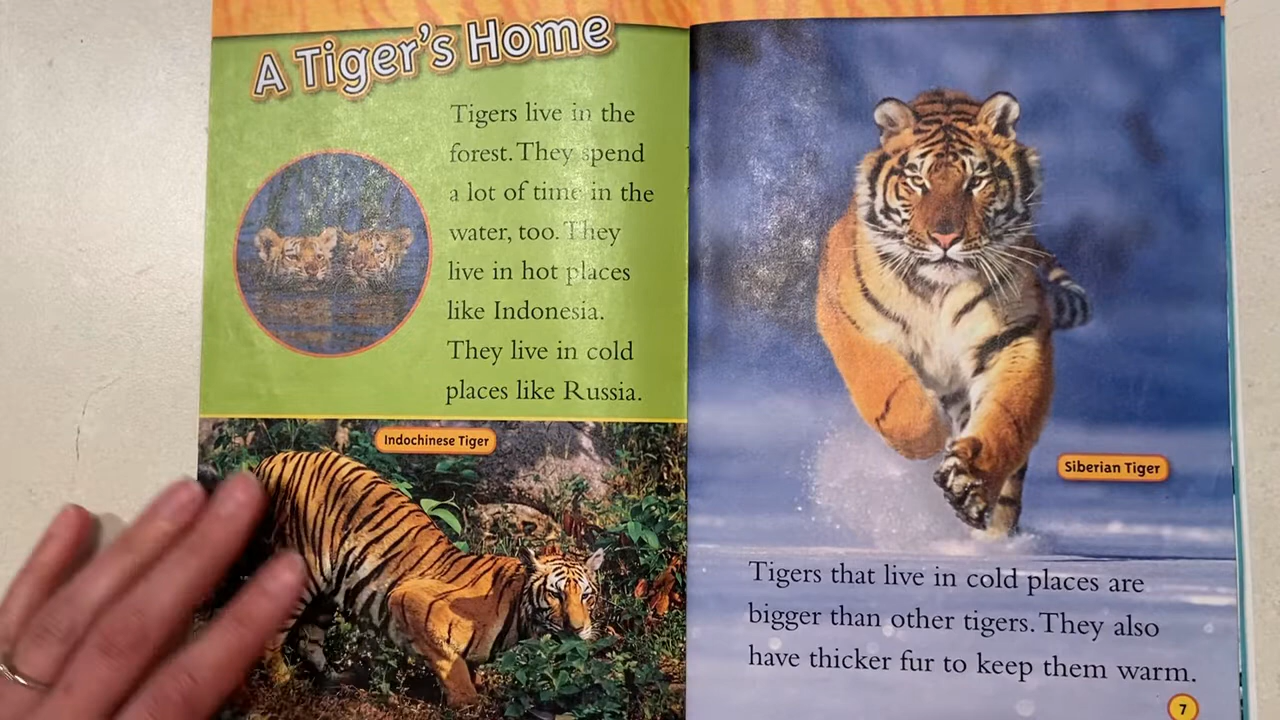 A Tiger's Home
Tigers live in the
forest. They spend
a lot of time in the
water, too. They
live in hot places
like Indonesia.
They live in cold
places like Russia.
Indochinese Tiger
Siberian Tiger
Tigers that live in cold places are
bigger than other tigers. They also
have thicker fur to keep them warm.
7